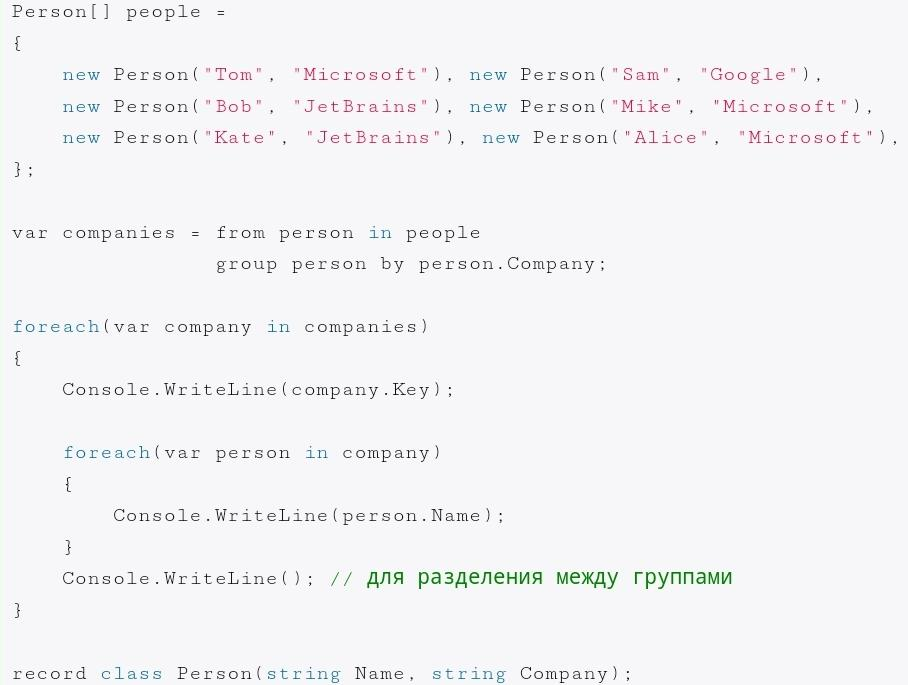 Person[] people =
{
    new Person("Tom", "Microsoft"), new Person("Sam", "Google"),
    new Person("Bob", "JetBrains"), new Person("Mike", "Microsoft"),
    new Person("Kate", "JetBrains"), new Person("Alice", "Microsoft"),
};

var companies = from person in people
                group person by person.Company;

foreach(var company in companies)
{
    Console.WriteLine(company.Key);

    foreach(var person in company)
    {
        Console.WriteLine(person.Name);
    }
    Console.WriteLine(); // для разделения между группами
}

record class Person(string Name, string Company);